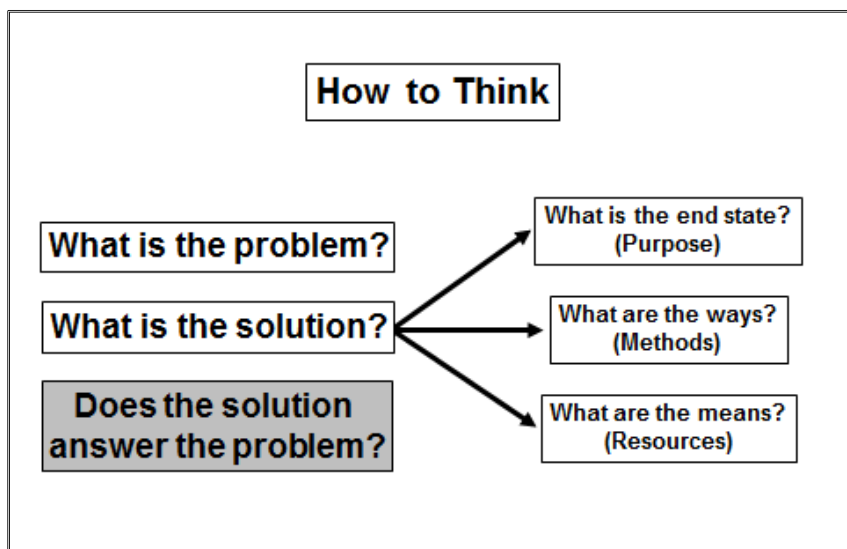 How to Think
What is the problem?
What is the solution?
Does the solution
answer the problem?
What is the end state?
(Purpose)
What are the ways?
(Methods)
What are the means?
(Resources)